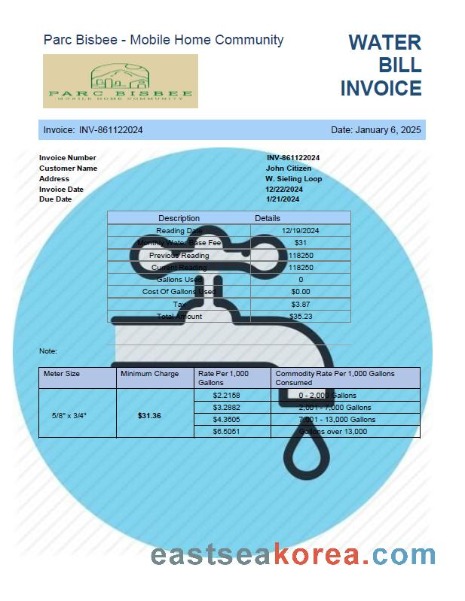 Parc Bisbee - Mobile Home Community
WATER
BILL
INVOICE
PARC BISBEE
MOBILE HOME COMMUNITY
Invoice: INV-861122024 Date: January 6, 2025
Invoice Number INV-861122024
Customer Name John Citizen
Address W. Sieling Loop
Invoice Date 12/22/2024
Due Date 1/21/2024
Description Details
Reading Date 12/19/2024
Monthly Water Base Fee $31
Previous Reading 118250
Current Reading 118250
Gallons Used 0
Cost Of Gallons Used $0.00
Tax $3.87
Total Amount $35.23
Note:
Meter Size Minimum Charge Rate Per 1,000 Gallons Commodity Rate Per 1,000 Gallons Consumed
5/8" x 3/4" $31.36
$2.2158 0 - 2,000 Gallons
$3.2982 2,001 - 7,000 Gallons
$4.3605 7,001 - 13,000 Gallons
$6.5051 Gallons over 13,000
eastseakorea.com